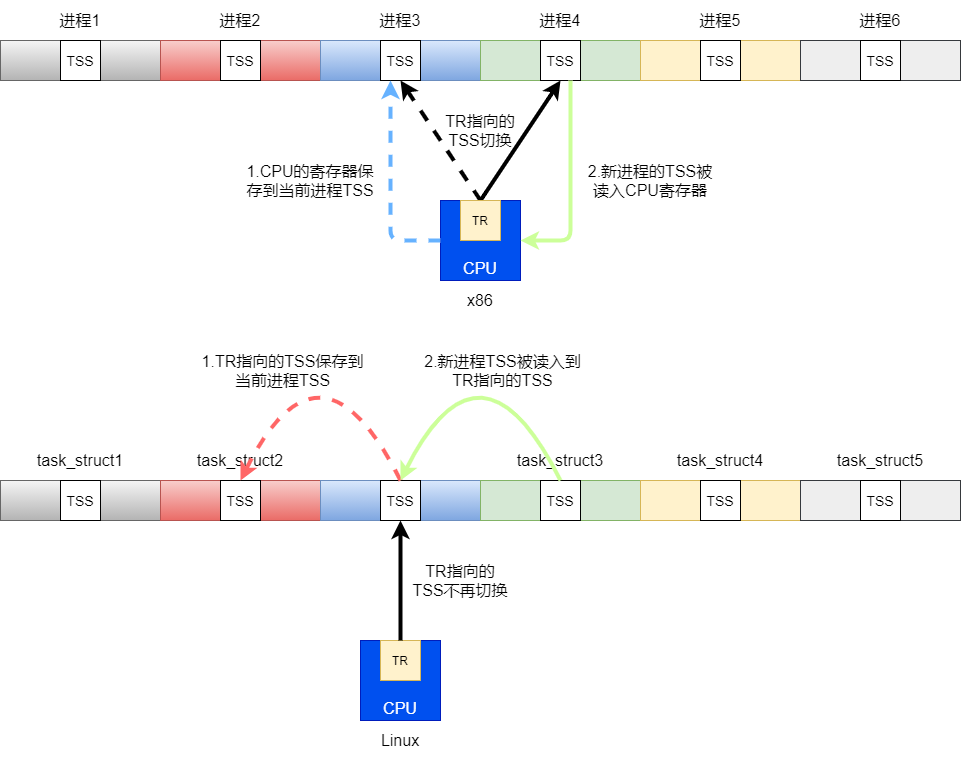 进程1
进程2
进程3
进程4
进程5
进程6
TSS
TSS
TSS
TSS
TSS
TSS
TR指向的
TSS切换
1.CPU的寄存器保
存到当前进程TSS
2.新进程的TSS被
读入CPU寄存器
TR
CPU
x86
1.TR指向的TSS保存到
当前进程TSS
2.新进程TSS被读入到
TR指向的TSS
task_struct1
task_struct2
task_struct3
task_struct4
task_struct5
TSS
TSS
TSS
TSS
TSS
TSS
TR指向的
TSS不再切换
TR
CPU
Linux